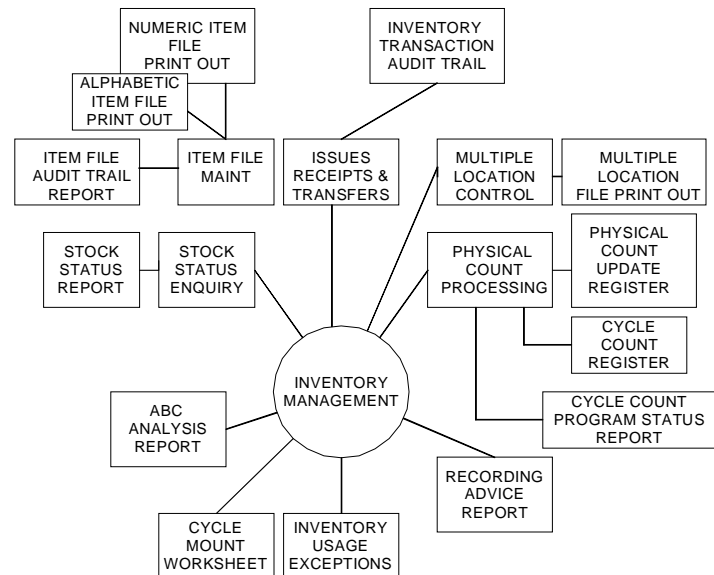 NUMERIC ITEM
FILE
PRINT OUT
INVENTORY
TRANSACTION
AUDIT TRAIL
ALPHABETIC
ITEM FILE
PRINT OUT
ITEM FILE
AUDIT TRAIL
REPORT
ITEM FILE
MAINT
ISSUES
RECEIPTS &
TRANSFERS
MULTIPLE
LOCATION
CONTROL
MULTIPLE
LOCATION
FILE PRINT OUT
STOCK
STATUS
REPORT
STOCK
STATUS
ENQUIRY
PHYSICAL
COUNT
PROCESSING
PHYSICAL
COUNT
UPDATE
REGISTER
CYCLE
COUNT
REGISTER
INVENTORY
MANAGEMENT
ABC
ANALYSIS
REPORT
CYCLE COUNT
PROGRAM STATUS
REPORT
RECORDING
ADVICE
REPORT
CYCLE
MOUNT
WORKSHEET
INVENTORY
USAGE
EXCEPTIONS